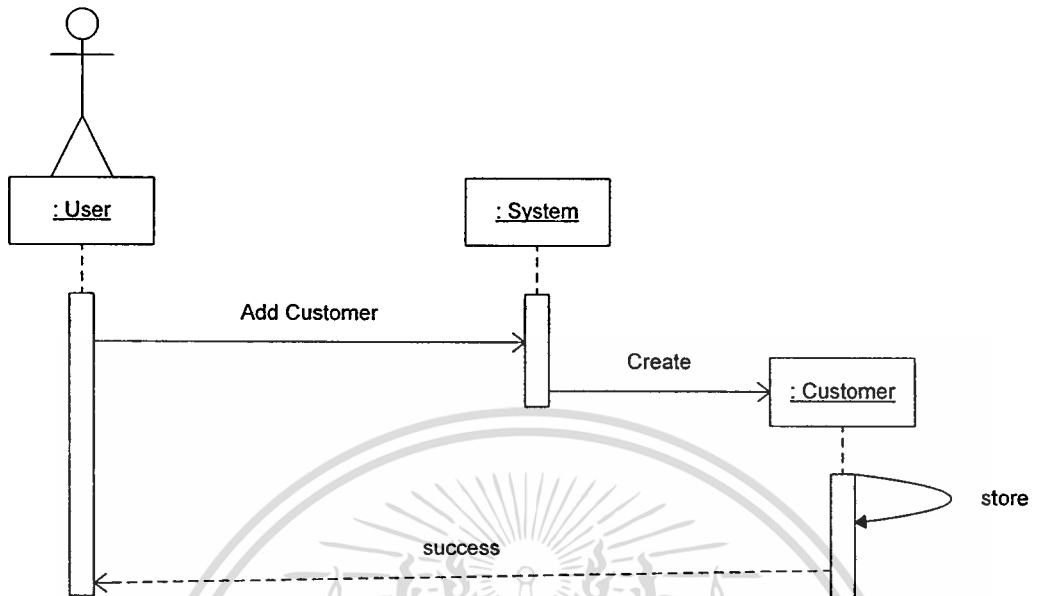 : User
: System
Add Customer
Create
: Customer
store
success